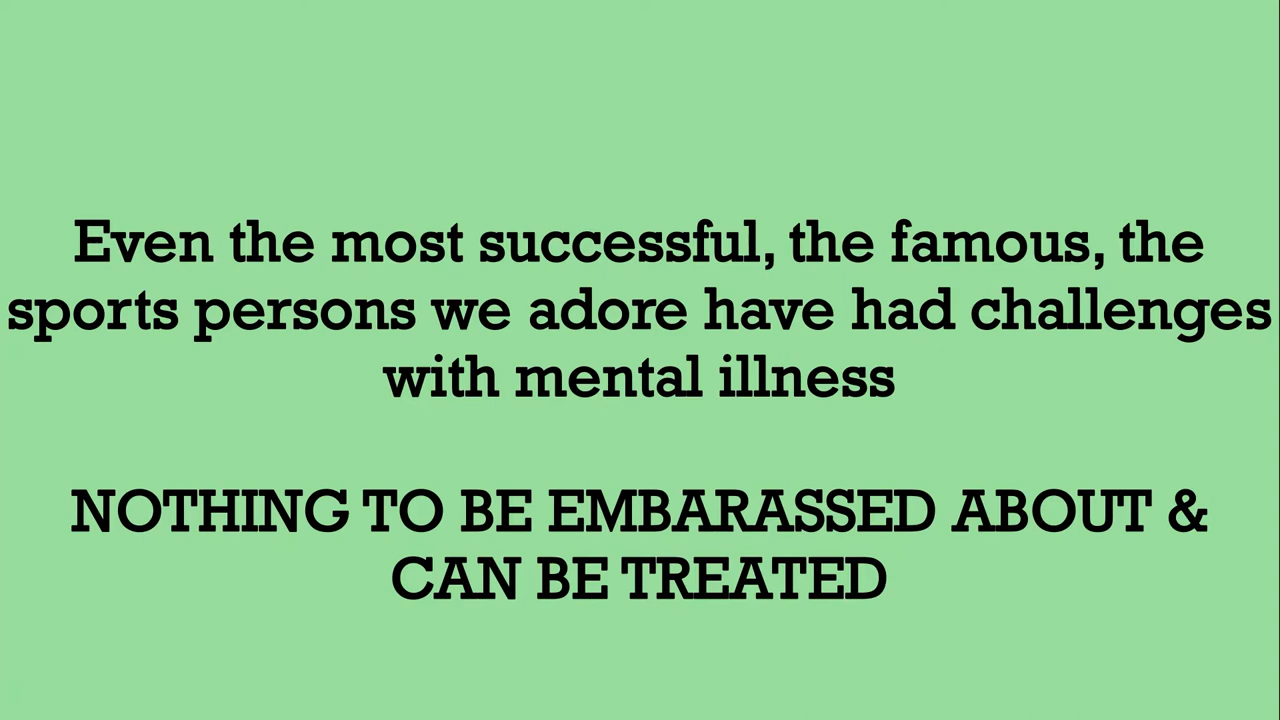 Even the most successful, the famous, the
sports persons we adore have had challenges
with mental illness
NOTHING TO BE EMBARASSED ABOUT &
CAN BE TREATED